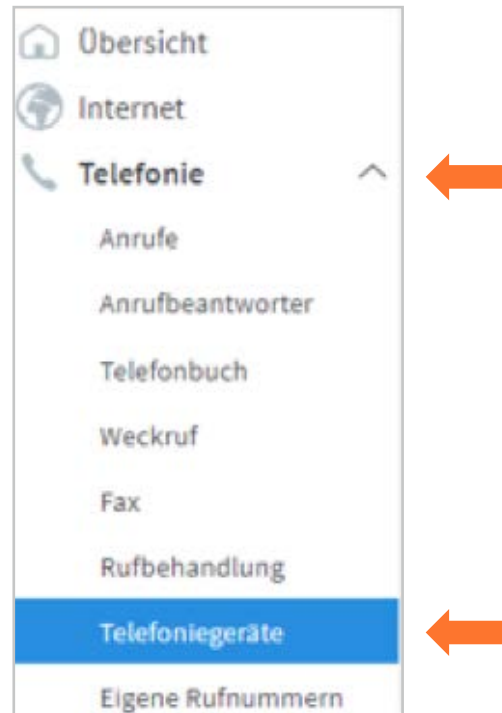 Übersicht
Internet
Telefonie
Anrufe
Anrufbeantworter
Telefonbuch
Weckruf
Fax
Rufbehandlung
Telefoniegeräte
Eigene Rufnummern